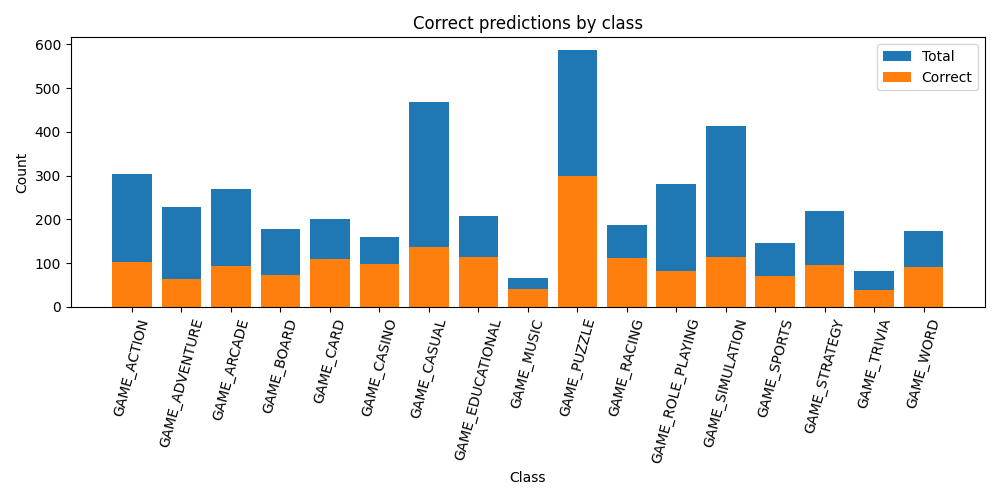 Correct predictions by class
Total
Correct
Count
600
500
400
300
200
100
0
GAME_ACTION
GAME_ADVENTURE
GAME_ARCADE
GAME_BOARD
GAME_CARD
GAME_CASINO
GAME_CASUAL
GAME_EDUCATIONAL
GAME_MUSIC
GAME_PUZZLE
GAME_RACING
GAME_ROLE_PLAYING
GAME_SIMULATION
GAME_SPORTS
GAME_STRATEGY
GAME_TRIVIA
GAME_WORD
Class